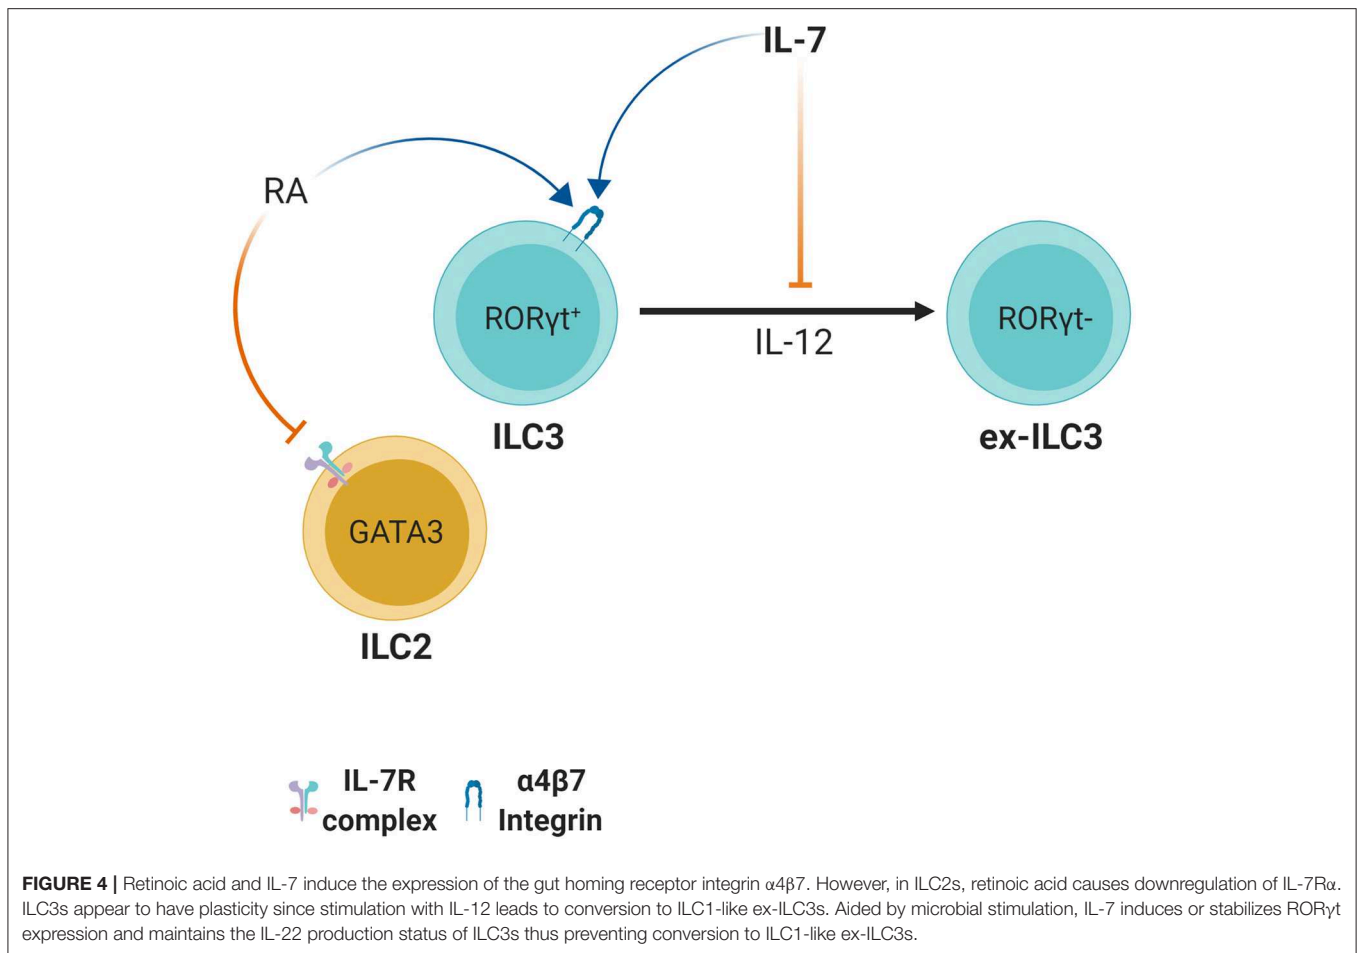 IL-7
RA
RORγt⁺
IL-12
RORγt-
ILC3
ex-ILC3
GATA3
ILC2
IL-7R
complex
α4β7
Integrin
FIGURE 4 | Retinoic acid and IL-7 induce the expression of the gut homing receptor integrin α4β7. However, in ILC2s, retinoic acid causes downregulation of IL-7Rα.
ILC3s appear to have plasticity since stimulation with IL-12 leads to conversion to ILC1-like ex-ILC3s. Aided by microbial stimulation, IL-7 induces or stabilizes RORγt
expression and maintains the IL-22 production status of ILC3s thus preventing conversion to ILC1-like ex-ILC3s.